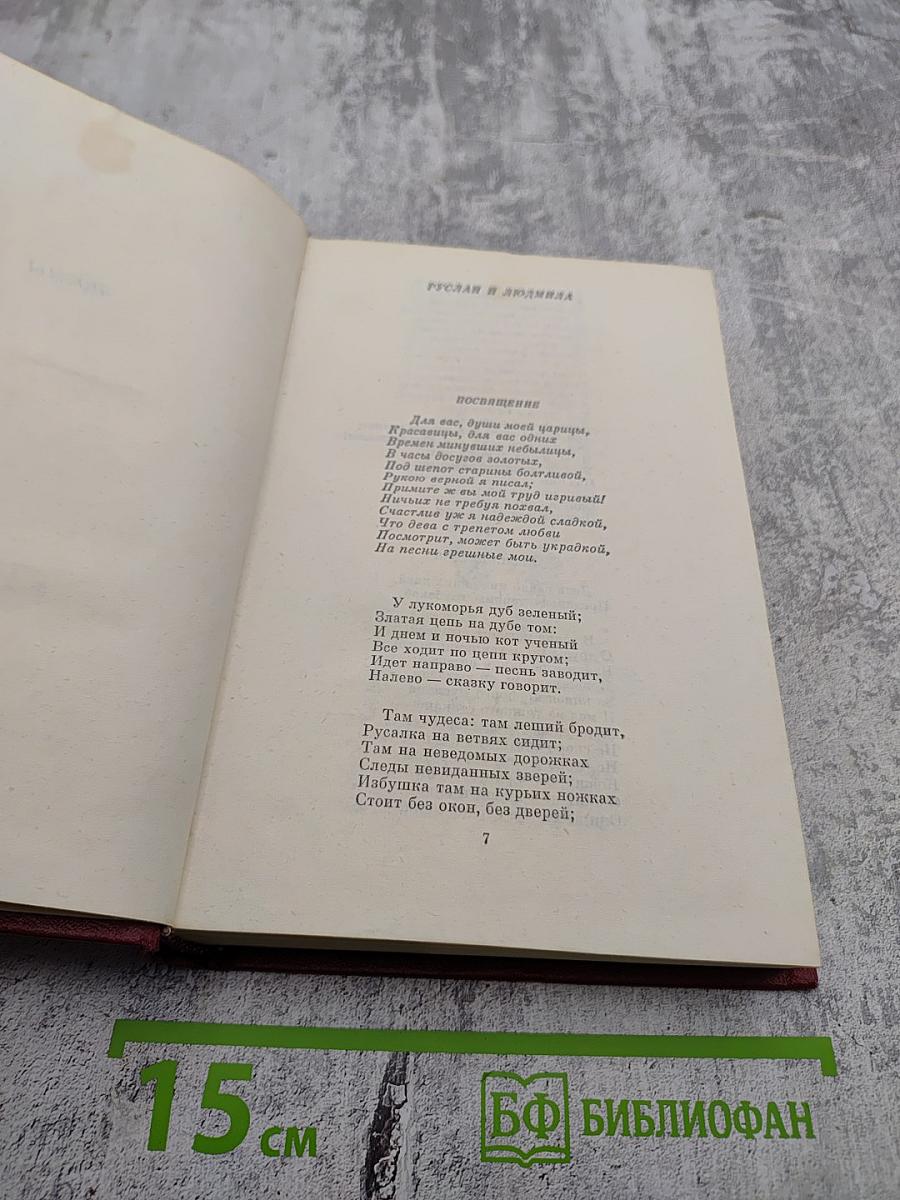 РУСЛАН И ЛЮДМИЛА
ПОСВЯЩЕНИЕ
Для вас, души моей царицы,
Красавицы, для вас одних
Времен минувших небылицы,
В часы досугов золотых,
Под шепот старины болтливой,
Рукою верной я писал;
Примите ж вы мой труд игривый!
Ничьих не требуя похвал,
Счастлив уж я надеждой сладкой,
Что дева с трепетом любви
Посмотрит, может быть украдкой,
На песни грешные мои.
У лукоморья дуб зеленый;
Златая цепь на дубе том:
И днем и ночью кот ученый
Все ходит по цепи кругом;
Идет направо — песнь заводит,
Налево — сказку говорит.
Там чудеса: там леший бродит,
Русалка на ветвях сидит;
Там на неведомых дорожках
Следы невиданных зверей;
Избушка там на курьих ножках
Стоит без окон, без дверей;
7
15 см
БФ БИБЛИОФАН